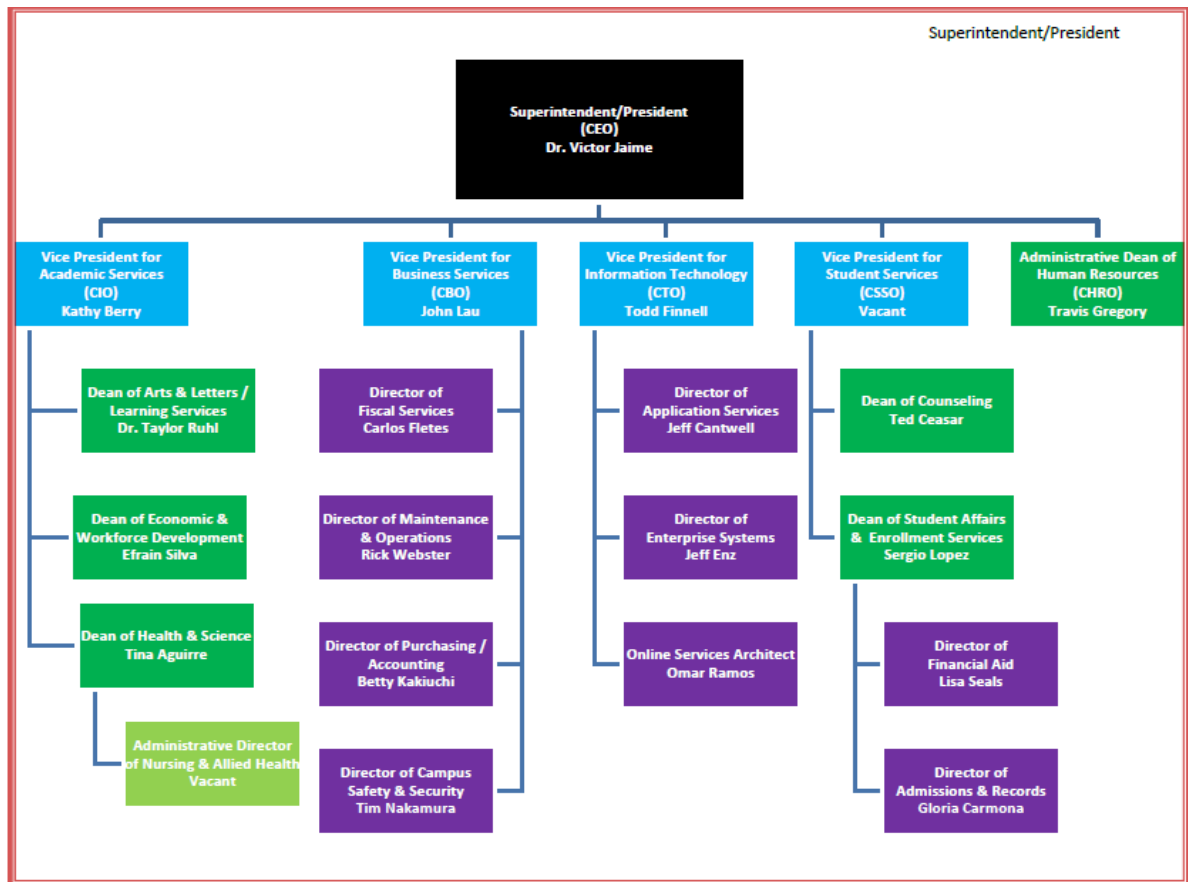 Superintendent/President
Superintendent/President
(CEO)
Dr. Victor Jaime
Vice President for
Academic Services
(CIO)
Kathy Berry
Vice President for
Business Services
(CBO)
John Lau
Vice President for
Information Technology
(CTO)
Todd Finnell
Vice President for
Student Services
(CSSO)
Vacant
Administrative Dean of
Human Resources
(CHRO)
Travis Gregory
Dean of Arts & Letters /
Learning Services
Dr. Taylor Ruhl
Director of
Fiscal Services
Carlos Fletes
Director of
Application Services
Jeff Cantwell
Dean of Counseling
Ted Ceasar
Dean of Economic &
Workforce Development
Efrain Silva
Director of Maintenance
& Operations
Rick Webster
Director of
Enterprise Systems
Jeff Enz
Dean of Student Affairs
& Enrollment Services
Sergio Lopez
Dean of Health & Science
Tina Aguirre
Director of Purchasing /
Accounting
Betty Kakiuchi
Online Services Architect
Omar Ramos
Director of
Financial Aid
Lisa Seals
Administrative Director
of Nursing & Allied Health
Vacant
Director of Campus
Safety & Security
Tim Nakamura
Director of
Admissions & Records
Gloria Carmona